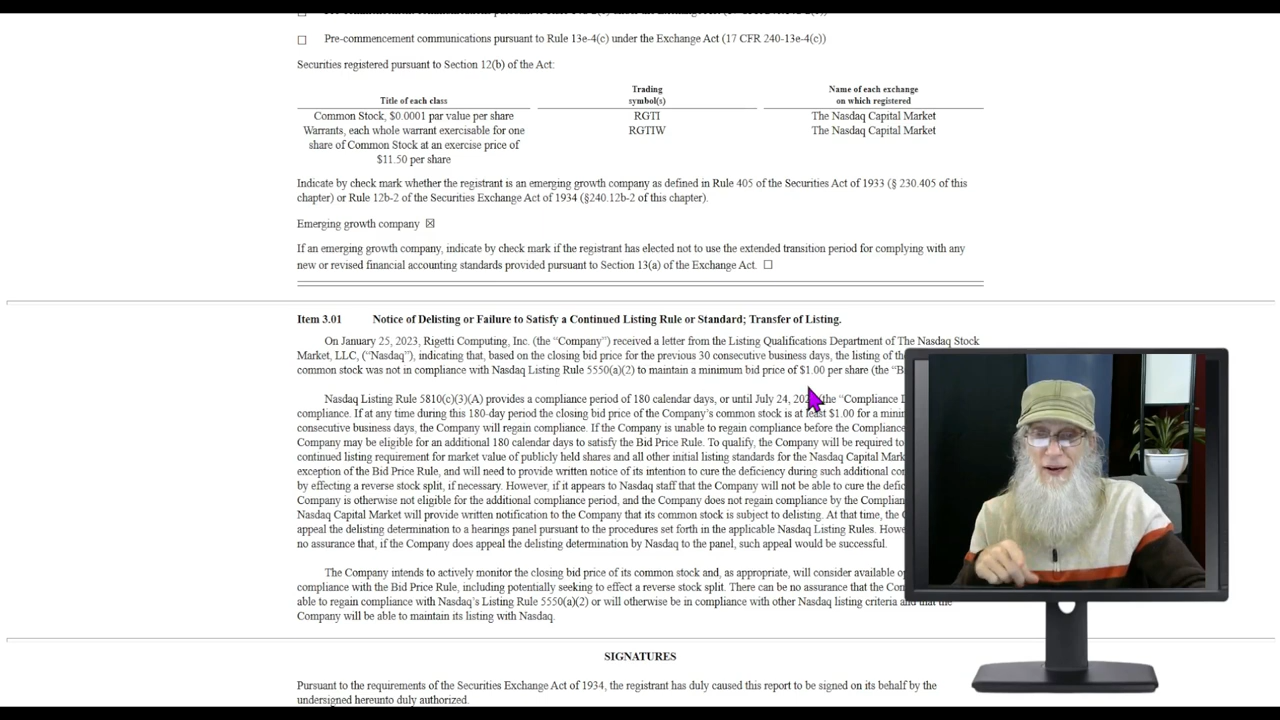 Pre-commencement communications pursuant to Rule 13e-4(c) under the Exchange Act (17 CFR 240-13e-4(c))
Securities registered pursuant to Section 12(b) of the Act:
Title of each class
Trading
symbol(s)
Name of each exchange
on which registered
Common Stock, $0.0001 par value per share
RGTI
The Nasdaq Capital Market
Warrants, each whole warrant exercisable for one
RGTIW
The Nasdaq Capital Market
share of Common Stock at an exercise price of
$11.50 per share
Indicate by check mark whether the registrant is an emerging growth company as defined in Rule 405 of the Securities Act of 1933 (§ 230.405 of this
chapter) or Rule 12b-2 of the Securities Exchange Act of 1934 (§240.12b-2 of this chapter).
Emerging growth company ☒
If an emerging growth company, indicate by check mark if the registrant has elected not to use the extended transition period for complying with any
new or revised financial accounting standards provided pursuant to Section 13(a) of the Exchange Act. ☐
Item 3.01 Notice of Delisting or Failure to Satisfy a Continued Listing Rule or Standard; Transfer of Listing.
On January 25, 2023, Rigetti Computing, Inc. (the “Company”) received a letter from the Listing Qualifications Department of The Nasdaq Stock
Market, LLC, (“Nasdaq”), indicating that, based on the closing bid price for the previous 30 consecutive business days, the listing of the
common stock was not in compliance with Nasdaq Listing Rule 5550(a)(2) to maintain a minimum bid price of $1.00 per share (the
Nasdaq Listing Rule 5810(c)(3)(A) provides a compliance period of 180 calendar days, or until July 24, the “Compliance
compliance. If at any time during this 180-day period the closing bid price of the Company’s common stock is at least $1.00 for a
consecutive business days, the Company will regain compliance. If the Company is unable to regain compliance before the Compliance
Company may be eligible for an additional 180 calendar days to satisfy the Bid Price Rule. To qualify, the Company will be required to
continued listing requirement for market value of publicly held shares and all other initial listing standards for the Nasdaq Capital
exception of the Bid Price Rule, and will need to provide written notice of its intention to cure the deficiency during such additional
by effecting a reverse stock split, if necessary. However, if it appears to Nasdaq staff that the Company will not be able to cure the
Company is otherwise not eligible for the additional compliance period, and the Company does not regain compliance by the
Nasdaq Capital Market will provide written notification to the Company that its common stock is subject to delisting. At that time, the
appeal the delisting determination to a hearings panel pursuant to the procedures set forth in the applicable Nasdaq Listing Rules.
no assurance that, if the Company does appeal the delisting determination by Nasdaq to the panel, such appeal would be successful.
The Company intends to actively monitor the closing bid price of its common stock and, as appropriate, will consider available
compliance with the Bid Price Rule, including potentially seeking to effect a reverse stock split. There can be no assurance that the
able to regain compliance with Nasdaq’s Listing Rule 5550(a)(2) or will otherwise be in compliance with other Nasdaq listing criteria and that the
Company will be able to maintain its listing with Nasdaq.
SIGNATURES
Pursuant to the requirements of the Securities Exchange Act of 1934, the registrant has duly caused this report to be signed on its behalf by the
undersigned hereunto duly authorized.